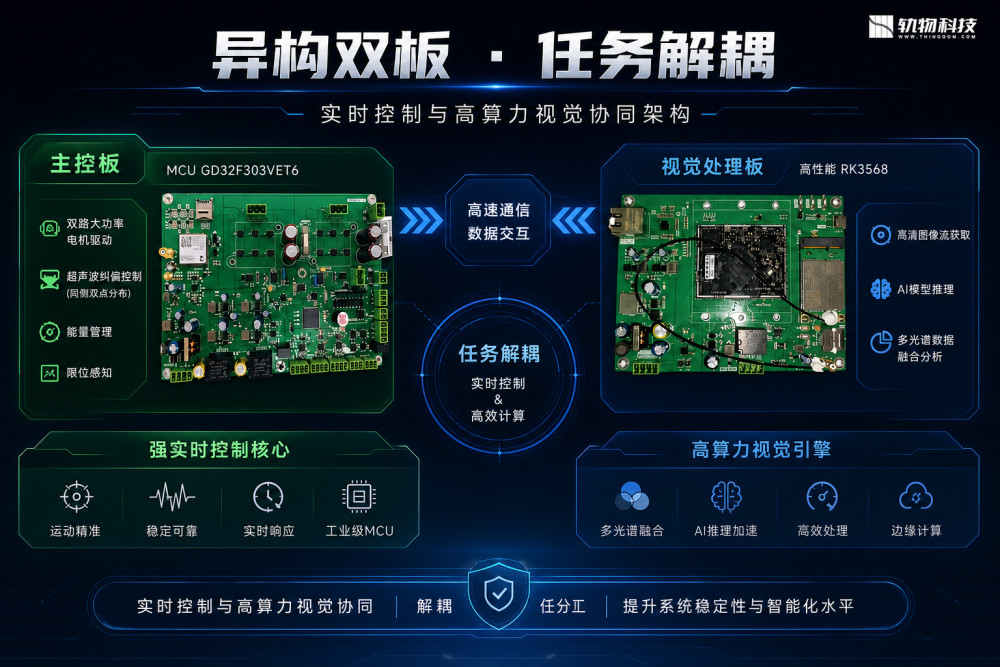 轨物科技
WWW.THINGDOM.COM
异构双板 · 任务解耦
实时控制与高算力视觉协同架构
主控板
MCU GD32F303VET6
双路大功率
电机驱动
超声波纠偏控制
(同侧双点分布)
能量管理
限位感知
高速通信
数据交互
任务解耦
实时控制
&
高效计算
视觉处理板
高性能 RK3568
高清图像流获取
AI模型推理
多光谱数据
融合分析
强实时控制核心
运动精准
稳定可靠
实时响应
工业级MCU
高算力视觉引擎
多光谱融合
AI推理加速
高效处理
边缘计算
实时控制与高算力视觉协同
解耦
任分工
提升系统稳定性与智能化水平